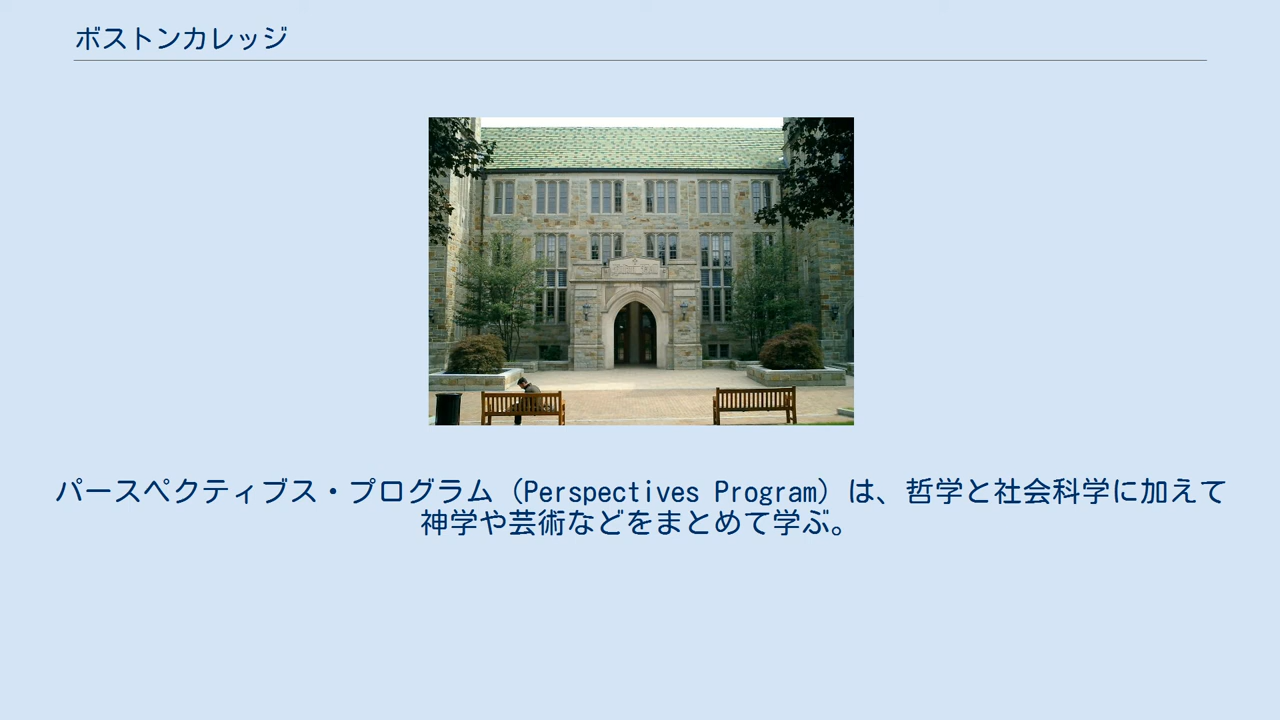 ボストンカレッジ
パースペクティブス・プログラム（Perspectives Program）は、哲学と社会科学に加えて
神学や芸術などをまとめて学ぶ。